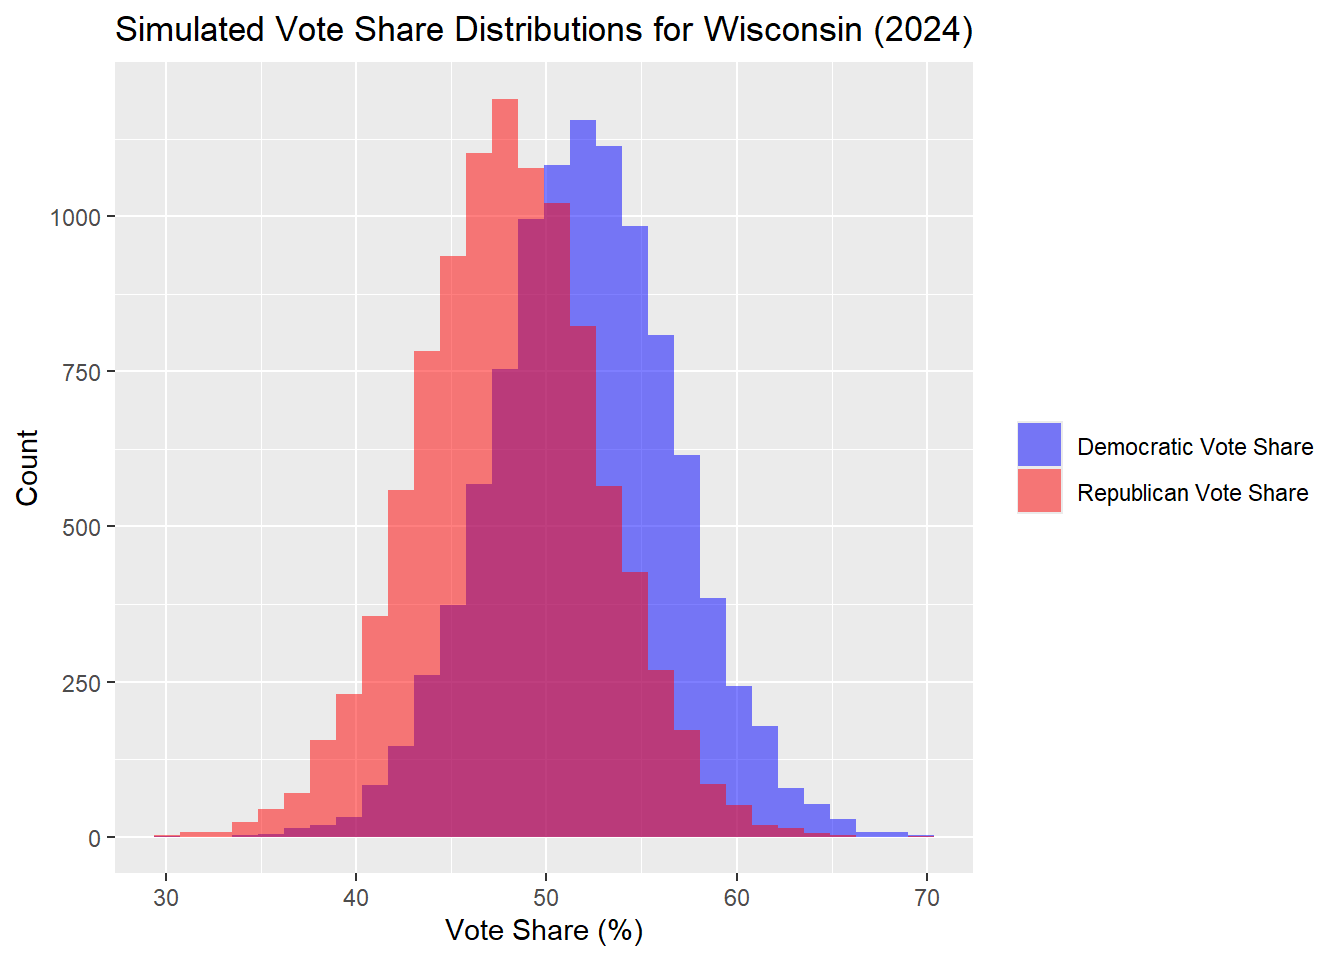 Simulated Vote Share Distributions for Wisconsin (2024)
1000
750
500
250
0
Count
30 40 50 60 70
Vote Share (%)
Democratic Vote Share
Republican Vote Share